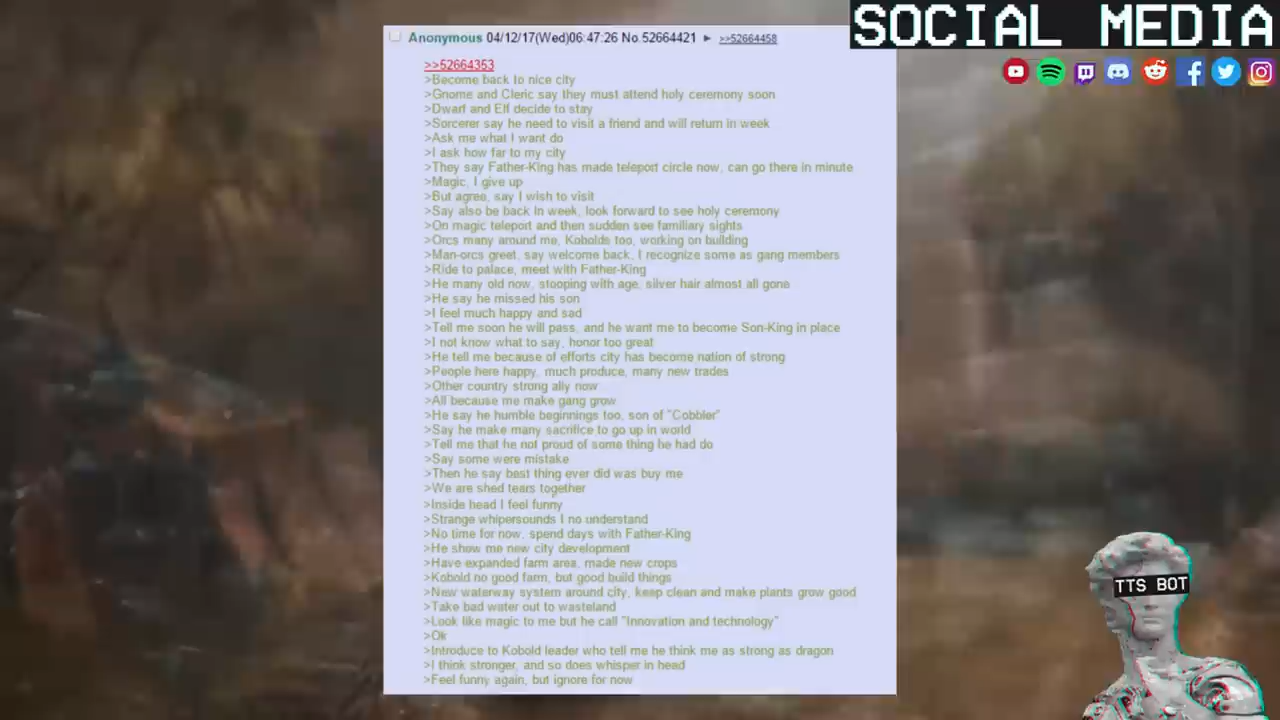 SOCIAL MEDIA
Anonymous 04/12/17(Wed)06:47:26 No.52664421 ► >>52664458
>>52664353
>Become back to nice city
>Gnome and Cleric say they must attend holy ceremony soon
>Dwarf and Elf decide to stay
>Sorcerer say he need to visit a friend and will return in week
>Ask me what I want do
>I ask how far to my city
>They say Father-King has made teleport circle now, can go there in minute
>Magic, I give up
>But agree, say I wish to visit
>Say also be back in week, look forward to see holy ceremony
>On magic teleport and then sudden see familiary sights
>Orcs many around me, Kobolds too, working on building
>Man-orcs greet, say welcome back, I recognize some as gang members
>Ride to palace, meet with Father-King
>He many old now, stooping with age, silver hair almost all gone
>He say he missed his son
>I feel much happy and sad
>Tell me soon he will pass, and he want me to become Son-King in place
>I not know what to say, honor too great
>He tell me because of efforts city has become nation of strong
>People here happy, much produce, many new trades
>Other country strong ally now
>All because me make gang grow
>He say he humble beginnings too, son of "Cobbler"
>Say he make many sacrifice to go up in world
>Tell me that he not proud of some thing he had do
>Say some were mistake
>Then he say best thing ever did was buy me
>We are shed tears together
>Inside head I feel funny
>Strange whipersounds I no understand
>No time for now, spend days with Father-King
>He show me new city development
>Have expanded farm area, made new crops
>Kobold no good farm, but good build things
>New waterway system around city, keep clean and make plants grow good
>Take bad water out to wasteland
>Look like magic to me but he call "Innovation and technology"
>Ok
>Introduce to Kobold leader who tell me he think me as strong as dragon
>I think stronger, and so does whisper in head
>Feel funny again, but ignore for now
TTS BOT